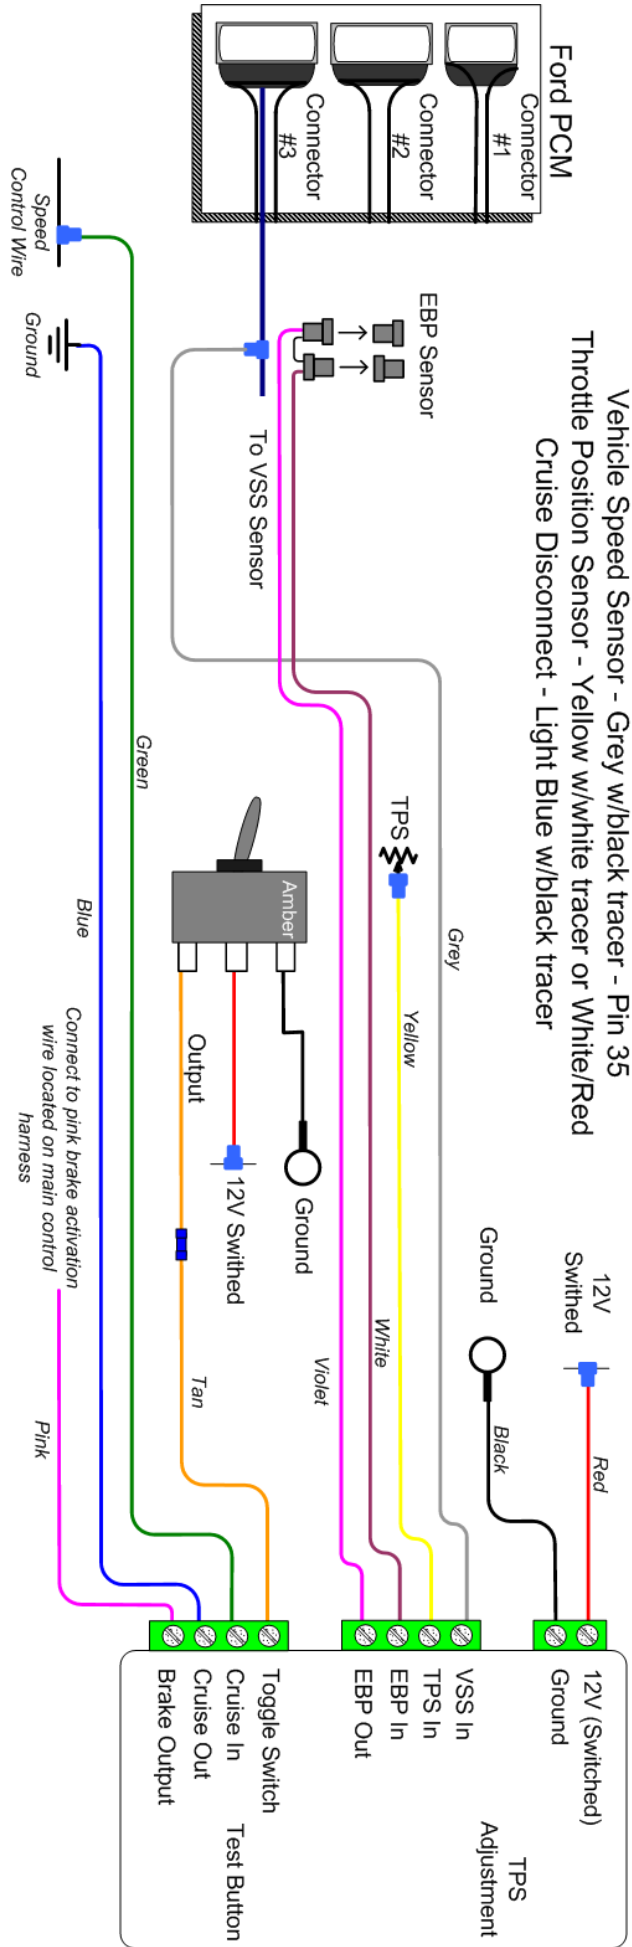 Vehicle Speed Sensor - Grey w/black tracer - Pin 35
Throttle Position Sensor - Yellow w/white tracer or White/Red
Cruise Disconnect - Light Blue w/black tracer
Ford PCM
Connector
#1
Connector
#2
Connector
#3
EBP Sensor
To VSS Sensor
Speed
Control Wire
Ground
TPS
Amber
Output
12V Swithed
Ground
12V
Swithed
Ground
Red
Black
Grey
Yellow
White
Violet
Tan
Green
Blue
Pink
Connect to pink brake activation
wire located on main control
harness
12V (Switched)
Ground
VSS In
TPS In
EBP In
EBP Out
Toggle Switch
Cruise In
Cruise Out
Brake Output
TPS
Adjustment
Test Button